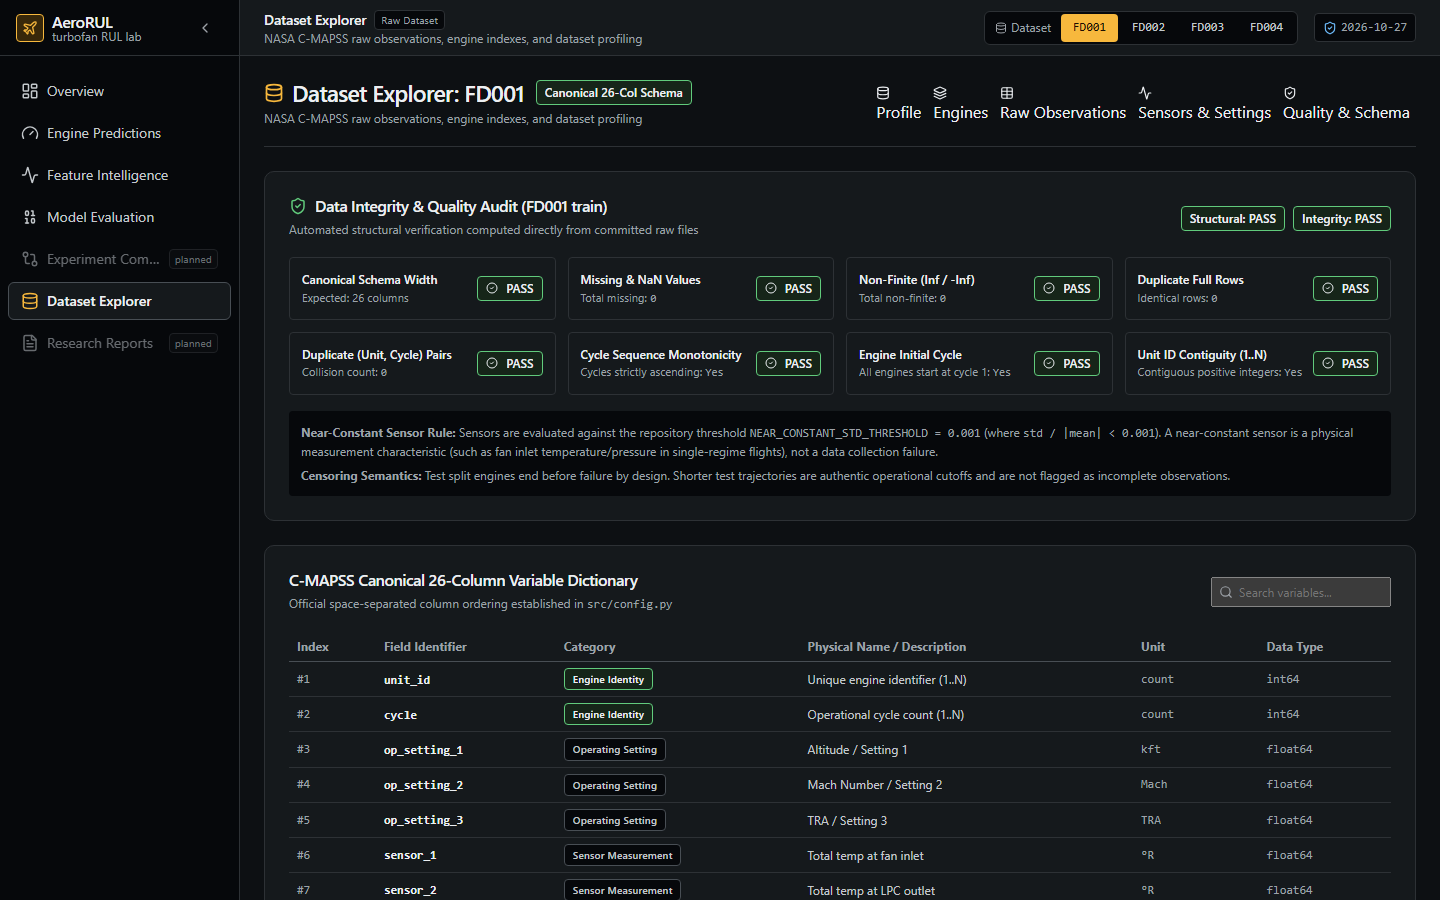 AeroRUL
turbofan RUL lab
Overview
Engine Predictions
Feature Intelligence
Model Evaluation
Experiment Com... planned
Dataset Explorer
Research Reports planned
Dataset Explorer Raw Dataset
NASA C-MAPSS raw observations, engine indexes, and dataset profiling
Dataset FD001 FD002 FD003 FD004
2026-10-27
Dataset Explorer: FD001 Canonical 26-Col Schema
NASA C-MAPSS raw observations, engine indexes, and dataset profiling
Profile Engines Raw Observations Sensors & Settings Quality & Schema
Data Integrity & Quality Audit (FD001 train)
Automated structural verification computed directly from committed raw files
Structural: PASS Integrity: PASS
Canonical Schema Width
Expected: 26 columns
PASS
Missing & NaN Values
Total missing: 0
PASS
Non-Finite (Inf / -Inf)
Total non-finite: 0
PASS
Duplicate Full Rows
Identical rows: 0
PASS
Duplicate (Unit, Cycle) Pairs
Collision count: 0
PASS
Cycle Sequence Monotonicity
Cycles strictly ascending: Yes
PASS
Engine Initial Cycle
All engines start at cycle 1: Yes
PASS
Unit ID Contiguity (1..N)
Contiguous positive integers: Yes
PASS
Near-Constant Sensor Rule: Sensors are evaluated against the repository threshold NEAR_CONSTANT_STD_THRESHOLD = 0.001 (where std / |mean| < 0.001). A near-constant sensor is a physical
measurement characteristic (such as fan inlet temperature/pressure in single-regime flights), not a data collection failure.
Censoring Semantics: Test split engines end before failure by design. Shorter test trajectories are authentic operational cutoffs and are not flagged as incomplete observations.
C-MAPSS Canonical 26-Column Variable Dictionary
Official space-separated column ordering established in src/config.py
Search variables...
Index Field Identifier Category Physical Name / Description Unit Data Type
#1 unit_id Engine Identity Unique engine identifier (1..N) count int64
#2 cycle Engine Identity Operational cycle count (1..N) count int64
#3 op_setting_1 Operating Setting Altitude / Setting 1 kft float64
#4 op_setting_2 Operating Setting Mach Number / Setting 2 Mach float64
#5 op_setting_3 Operating Setting TRA / Setting 3 TRA float64
#6 sensor_1 Sensor Measurement Total temp at fan inlet °R float64
#7 sensor_2 Sensor Measurement Total temp at LPC outlet °R float64